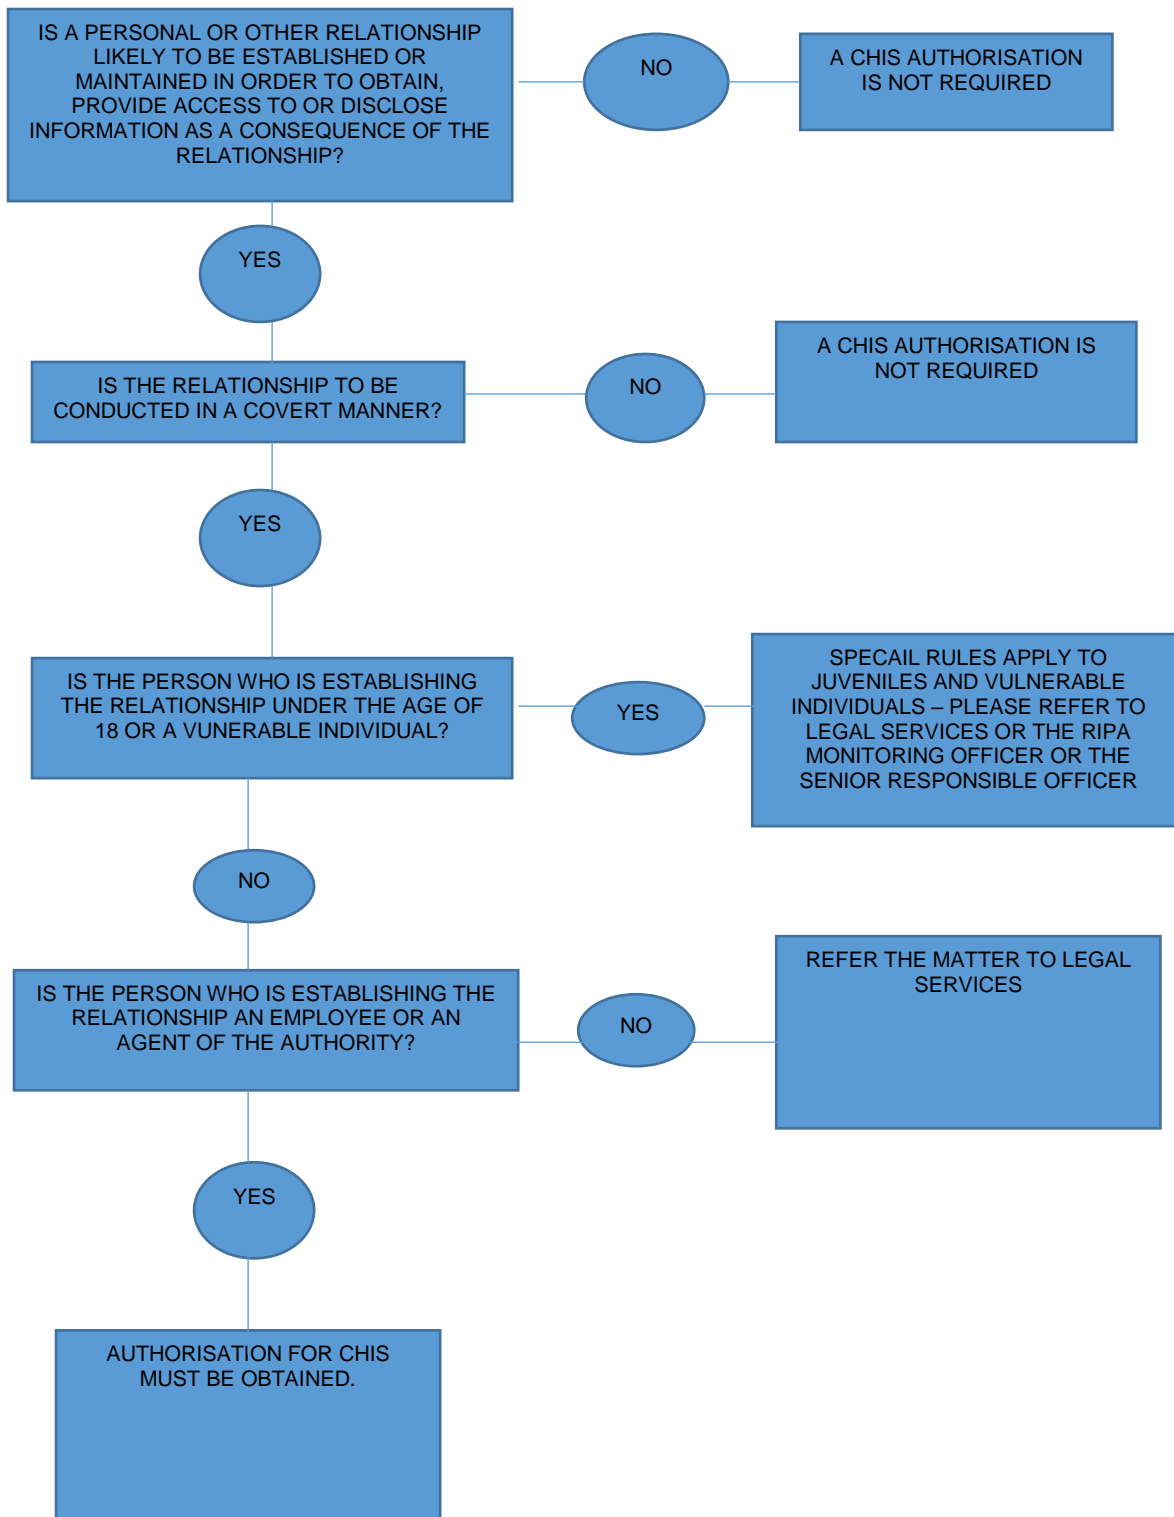 IS A PERSONAL OR OTHER RELATIONSHIP
LIKELY TO BE ESTABLISHED OR
MAINTAINED IN ORDER TO OBTAIN,
PROVIDE ACCESS TO OR DISCLOSE
INFORMATION AS A CONSEQUENCE OF THE
RELATIONSHIP?
NO
A CHIS AUTHORISATION
IS NOT REQUIRED
YES
IS THE RELATIONSHIP TO BE
CONDUCTED IN A COVERT MANNER?
NO
A CHIS AUTHORISATION IS
NOT REQUIRED
YES
IS THE PERSON WHO IS ESTABLISHING
THE RELATIONSHIP UNDER THE AGE OF
18 OR A VUNERABLE INDIVIDUAL?
YES
SPECAIL RULES APPLY TO
JUVENILES AND VULNERABLE
INDIVIDUALS – PLEASE REFER TO
LEGAL SERVICES OR THE RIPA
MONITORING OFFICER OR THE
SENIOR RESPONSIBLE OFFICER
NO
IS THE PERSON WHO IS ESTABLISHING THE
RELATIONSHIP AN EMPLOYEE OR AN
AGENT OF THE AUTHORITY?
NO
REFER THE MATTER TO LEGAL
SERVICES
YES
AUTHORISATION FOR CHIS
MUST BE OBTAINED.